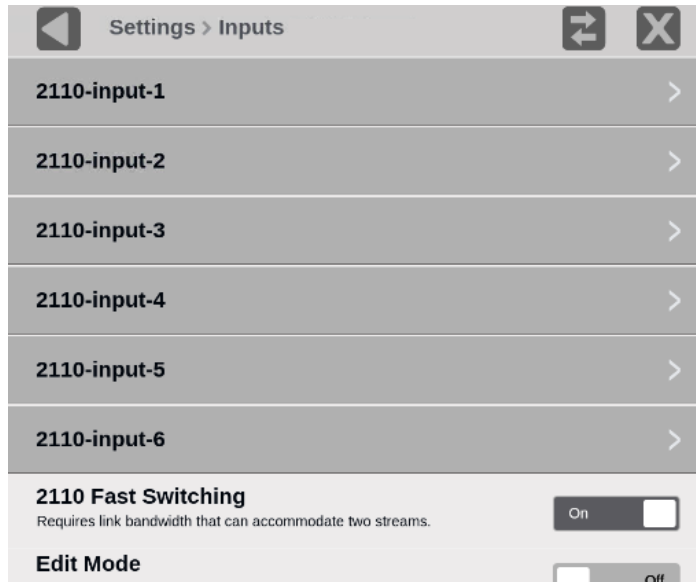 Settings > Inputs
2110-input-1
2110-input-2
2110-input-3
2110-input-4
2110-input-5
2110-input-6
2110 Fast Switching
On
Requires link bandwidth that can accommodate two streams.
Edit Mode
Off